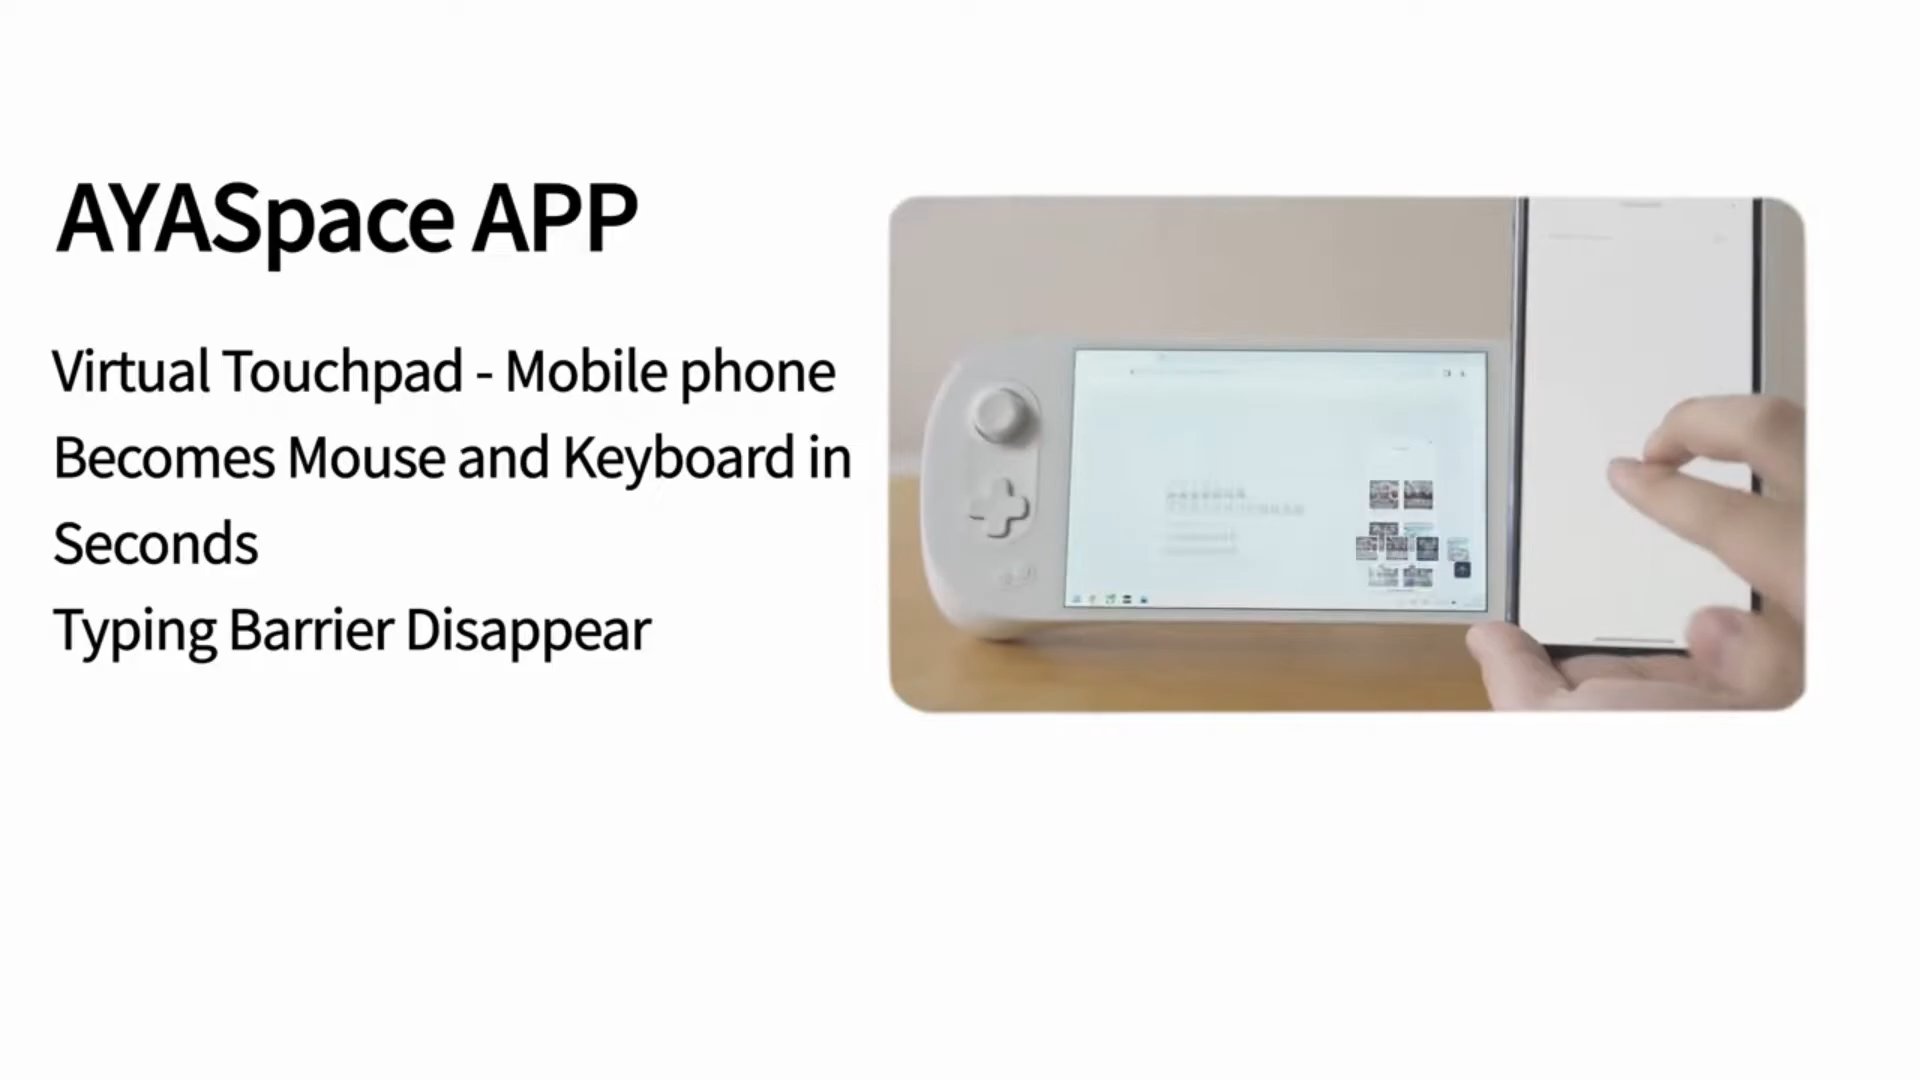 AYASpace APP
Virtual Touchpad - Mobile phone
Becomes Mouse and Keyboard in
Seconds
Typing Barrier Disappear